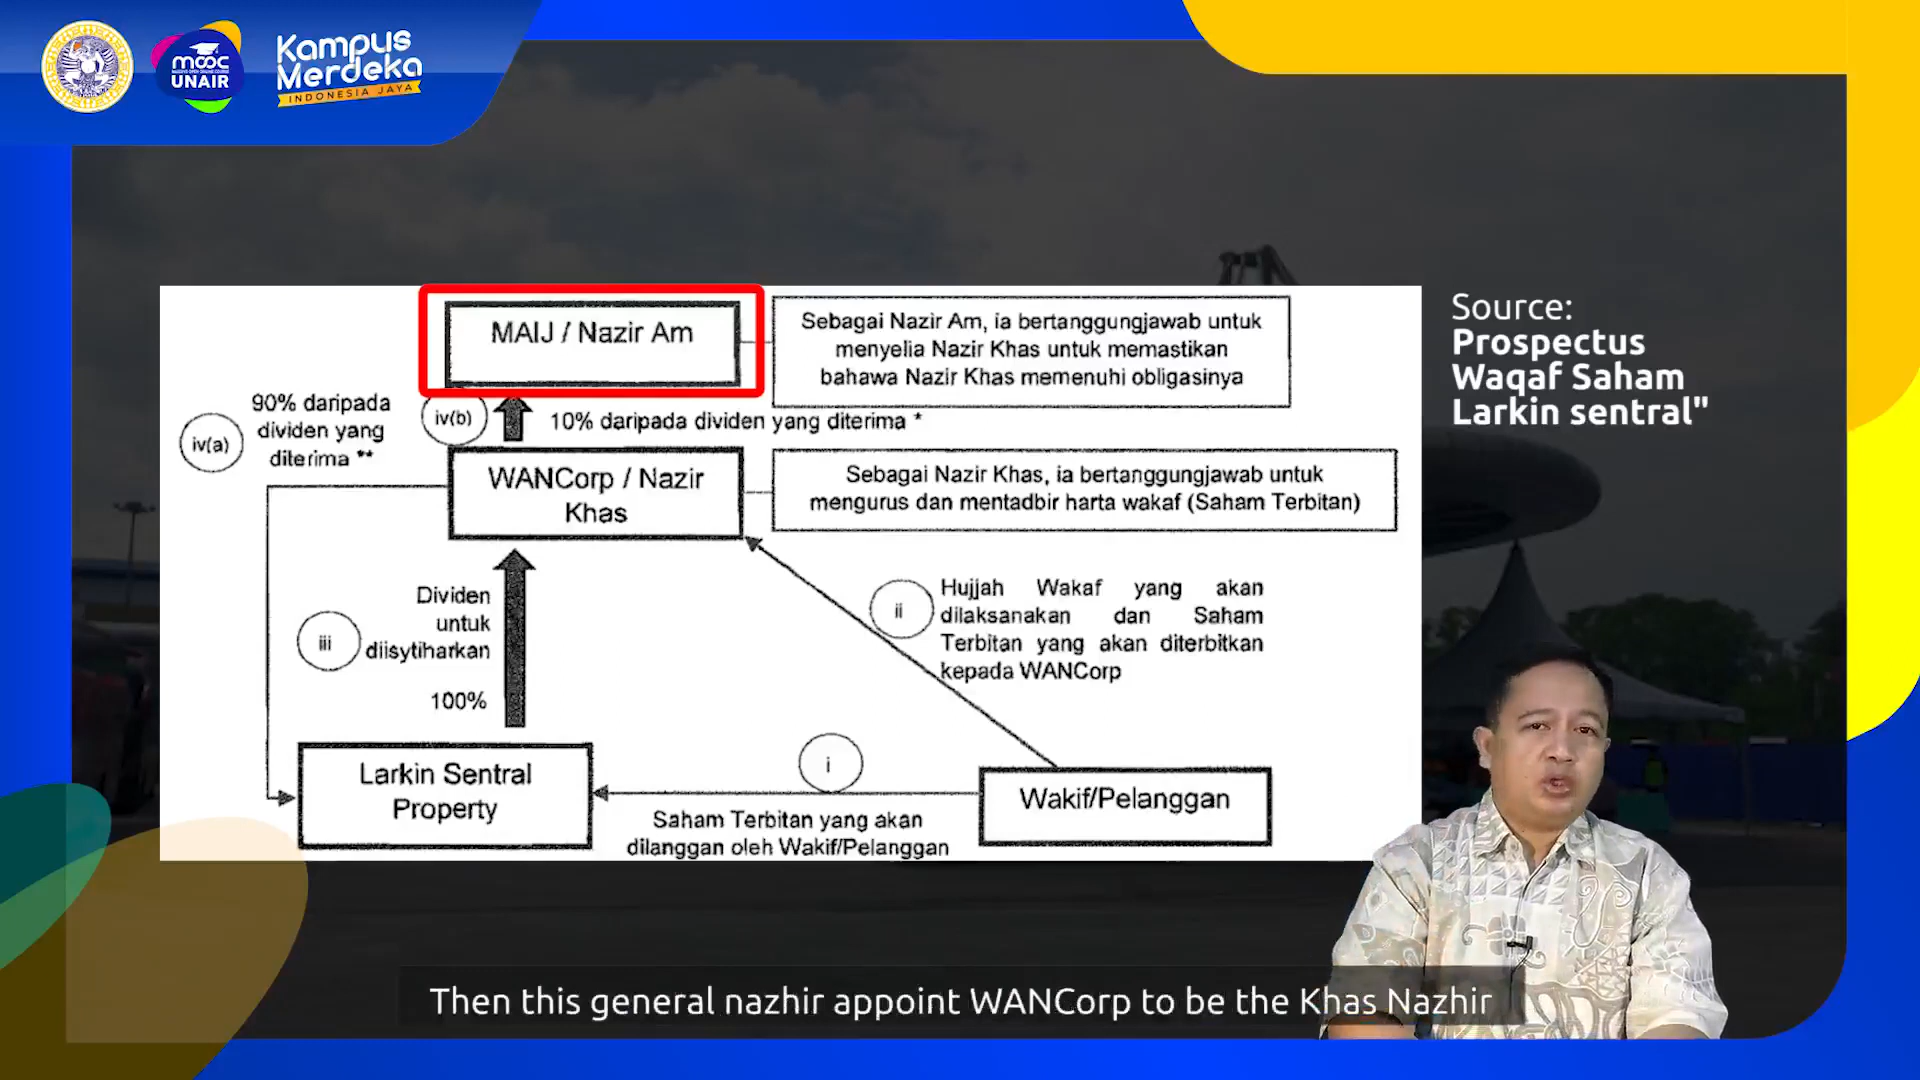 mooc
UNAIR
Kampus
Merdeka
INDONESIA JAYA
MAIJ / Nazir Am
Sebagai Nazir Am, ia bertanggungjawab untuk
menyelia Nazir Khas untuk memastikan
bahawa Nazir Khas memenuhi obligasinya
Source:
Prospectus
Waqaf Saham
Larkin sentral"
iv(a)
90% daripada
dividen yang
diterima **
iv(b)
10% daripada dividen yang diterima *
WANCorp / Nazir
Khas
Sebagai Nazir Khas, ia bertanggungjawab untuk
mengurus dan mentadbir harta wakaf (Saham Terbitan)
iii
Dividen
untuk
diisytiharkan
100%
ii
Hujjah Wakaf yang akan
dilaksanakan dan Saham
Terbitan yang akan diterbitkan
kepada WANCorp
Larkin Sentral
Property
i
Saham Terbitan yang akan
dilanggan oleh Wakif/Pelanggan
Wakif/Pelanggan
Then this general nazhir appoint WANCorp to be the Khas Nazhir